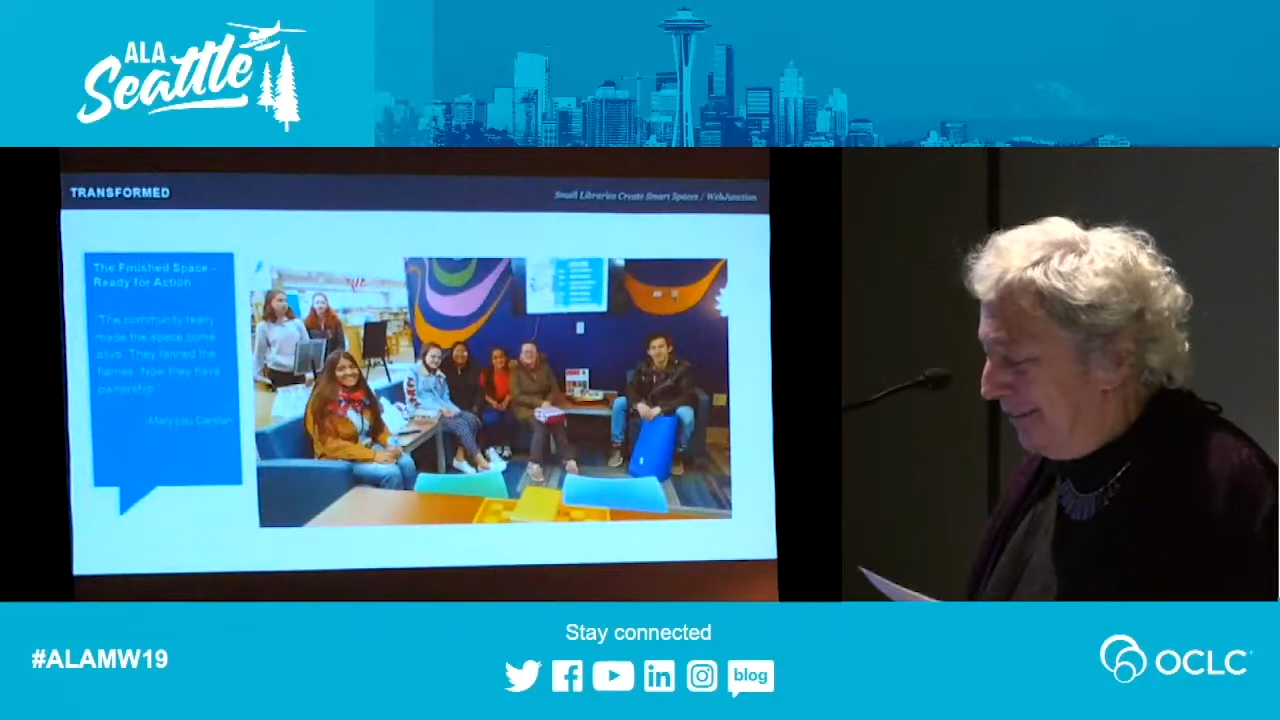 ALA
Seattle
TRANSFORMED
Small Libraries Create Smart Spaces / WebJunction
The Finished Space –
Ready for Action
"The community really
made the space come
alive. They fanned the
flames. Now they have
ownership."
-Mary Lou
Stay connected
#ALAMW19
blog
OCLC